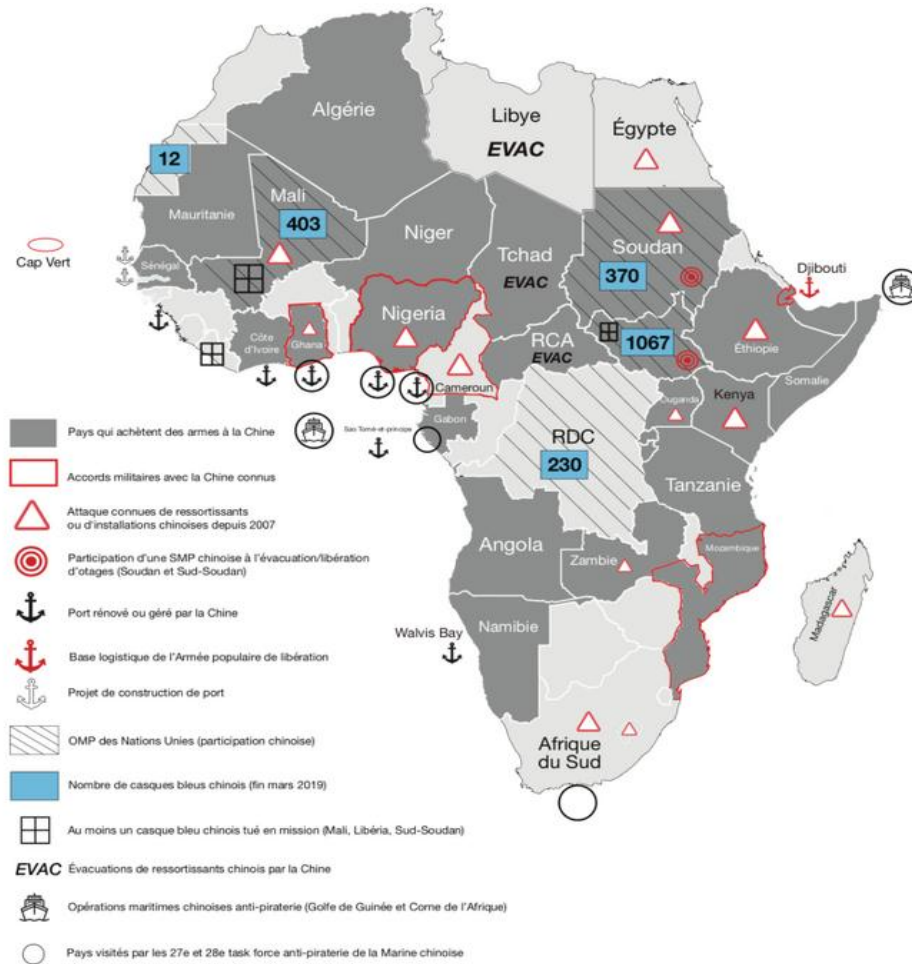 Algérie
Libye
EVAC
Égypte
12
Mauritanie
Mali
403
Niger
Tchad
EVAC
Soudan
370
Cap Vert
Sénégal
Djibouti
Nigeria
RCA
EVAC
1067
Éthiopie
Côte
d'Ivoire
Ghana
Cameroun
Somalie
Ouganda
Kenya
Gabon
Sao Tomé-et-principe
RDC
230
Tanzanie
Angola
Zambie
Mozambique
Madagascar
Walvis Bay
Namibie
Afrique
du Sud
Pays qui achètent des armes à la Chine
Accords militaires avec la Chine connus
Attaque connues de ressortissants
ou d'installations chinoises depuis 2007
Participation d'une SMP chinoise à l'évacuation/libération
d'otages (Soudan et Sud-Soudan)
Port rénové ou géré par la Chine
Base logistique de l'Armée populaire de libération
Projet de construction de port
OMP des Nations Unies (participation chinoise)
Nombre de casques bleus chinois (fin mars 2019)
Au moins un casque bleu chinois tué en mission (Mali, Libéria, Sud-Soudan)
EVAC Évacuations de ressortissants chinois par la Chine
Opérations maritimes chinoises anti-piraterie (Golfe de Guinée et Corne de l'Afrique)
Pays visités par les 27e et 28e task force anti-piraterie de la Marine chinoise